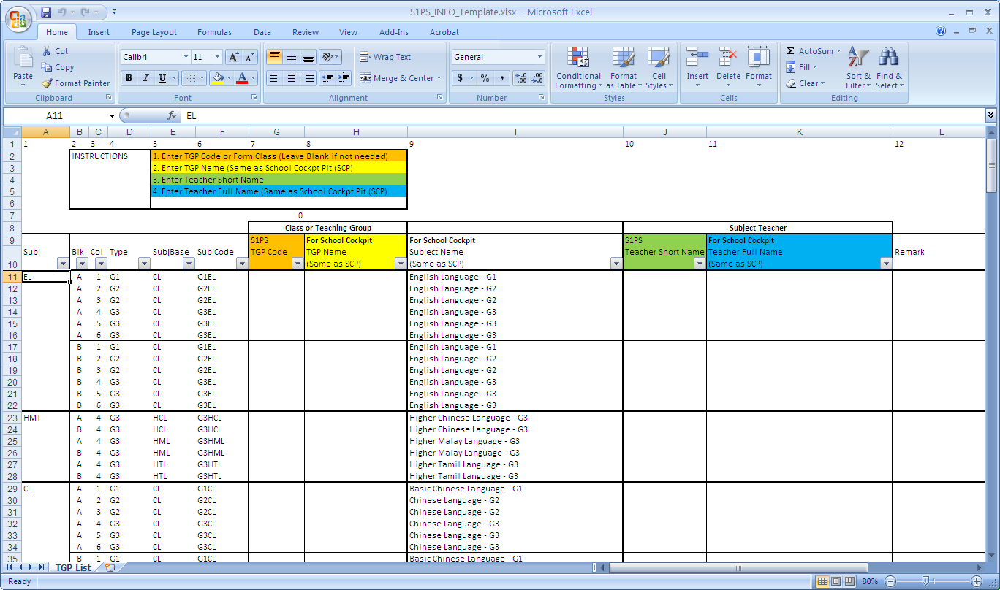 S1PS_INFO_Template.xlsx - Microsoft Excel
Home Insert Page Layout Formulas Data Review View Add-Ins Acrobat
Paste Cut Copy Format Painter
Clipboard
Calibri 11 A A
B I U A
Font
Wrap Text
Merge & Center
Alignment
General
$ % ,
Number
Conditional Formatting Format as Table Cell Styles
Styles
Insert Delete Format
Cells
Σ AutoSum Fill Clear Sort & Filter Find & Select
Editing
A11 fx EL
A B C D E F G H I J K L
1 1 2 3 4 5 6 7 8 9 10 11 12
2 INSTRUCTIONS 1. Enter TGP Code or Form Class (Leave Blank if not needed)
3 2. Enter TGP Name (Same as School Cockpt Pit (SCP)
4 3. Enter Teacher Short Name
5 4. Enter Teacher Full Name (Same as School Cockpt Pit (SCP)
6
7 0
8 Class or Teaching Group Subject Teacher
9 S1PS For School Cockpit For School Cockpit S1PS For School Cockpit
Subj Blk Col Type SubjBase SubjCode TGP Code TGP Name Subject Name Teacher Short Name Teacher Full Name Remark
10 (Same as SCP) (Same as SCP) (Same as SCP)
11 EL A 1 G1 CL G1EL English Language - G1
12 A 2 G2 CL G2EL English Language - G2
13 A 3 G2 CL G2EL English Language - G2
14 A 4 G3 CL G3EL English Language - G3
15 A 5 G3 CL G3EL English Language - G3
16 A 6 G3 CL G3EL English Language - G3
17 B 1 G1 CL G1EL English Language - G1
18 B 2 G2 CL G2EL English Language - G2
19 B 3 G2 CL G2EL English Language - G2
20 B 4 G3 CL G3EL English Language - G3
21 B 5 G3 CL G3EL English Language - G3
22 B 6 G3 CL G3EL English Language - G3
23 HMT A 4 G3 HCL G3HCL Higher Chinese Language - G3
24 B 4 G3 HCL G3HCL Higher Chinese Language - G3
25 A 4 G3 HML G3HML Higher Malay Language - G3
26 B 4 G3 HML G3HML Higher Malay Language - G3
27 A 4 G3 HTL G3HTL Higher Tamil Language - G3
28 B 4 G3 HTL G3HTL Higher Tamil Language - G3
29 CL A 1 G1 CL G1CL Basic Chinese Language - G1
30 A 2 G2 CL G2CL Chinese Language - G2
31 A 3 G2 CL G2CL Chinese Language - G2
32 A 4 G3 CL G3CL Chinese Language - G3
33 A 5 G3 CL G3CL Chinese Language - G3
34 A 6 G3 CL G3CL Chinese Language - G3
35 B 1 G1 CL G1CL Basic Chinese Language - G1
TGP List
Ready 80%